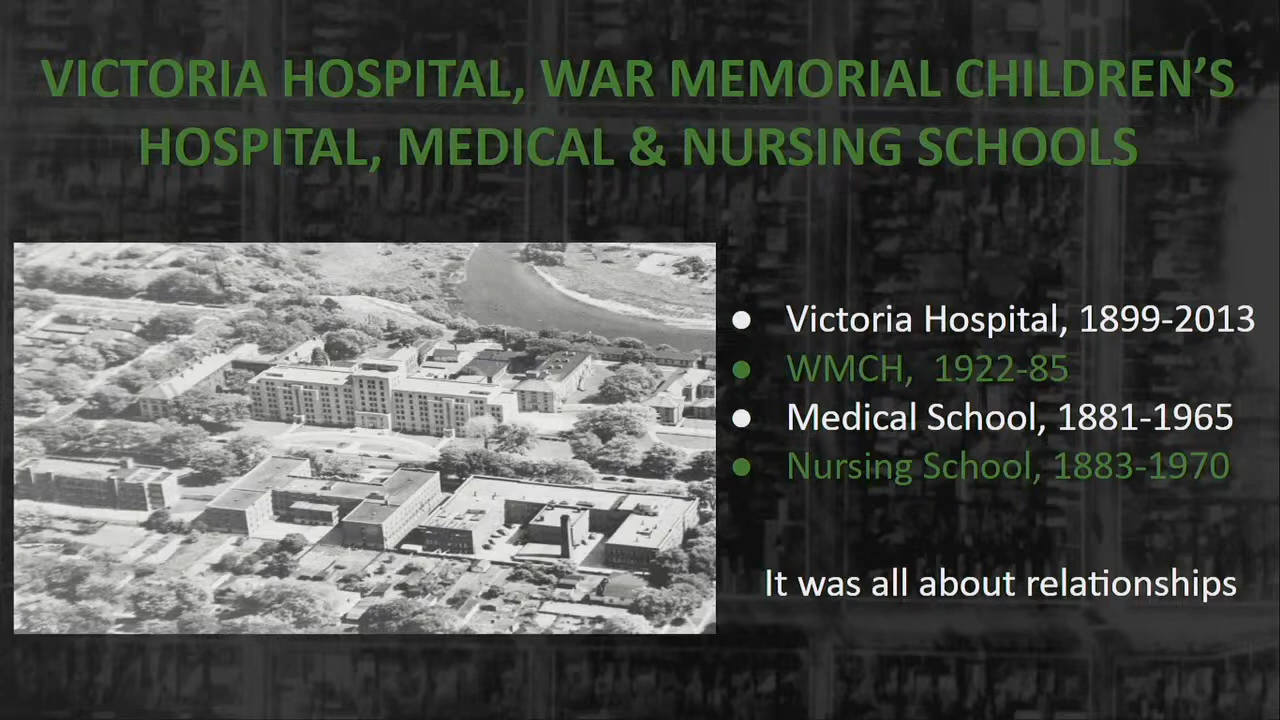 VICTORIA HOSPITAL, WAR MEMORIAL CHILDREN’S
HOSPITAL, MEDICAL & NURSING SCHOOLS
● Victoria Hospital, 1899-2013
● WMCH, 1922-85
● Medical School, 1881-1965
● Nursing School, 1883-1970
It was all about relationships